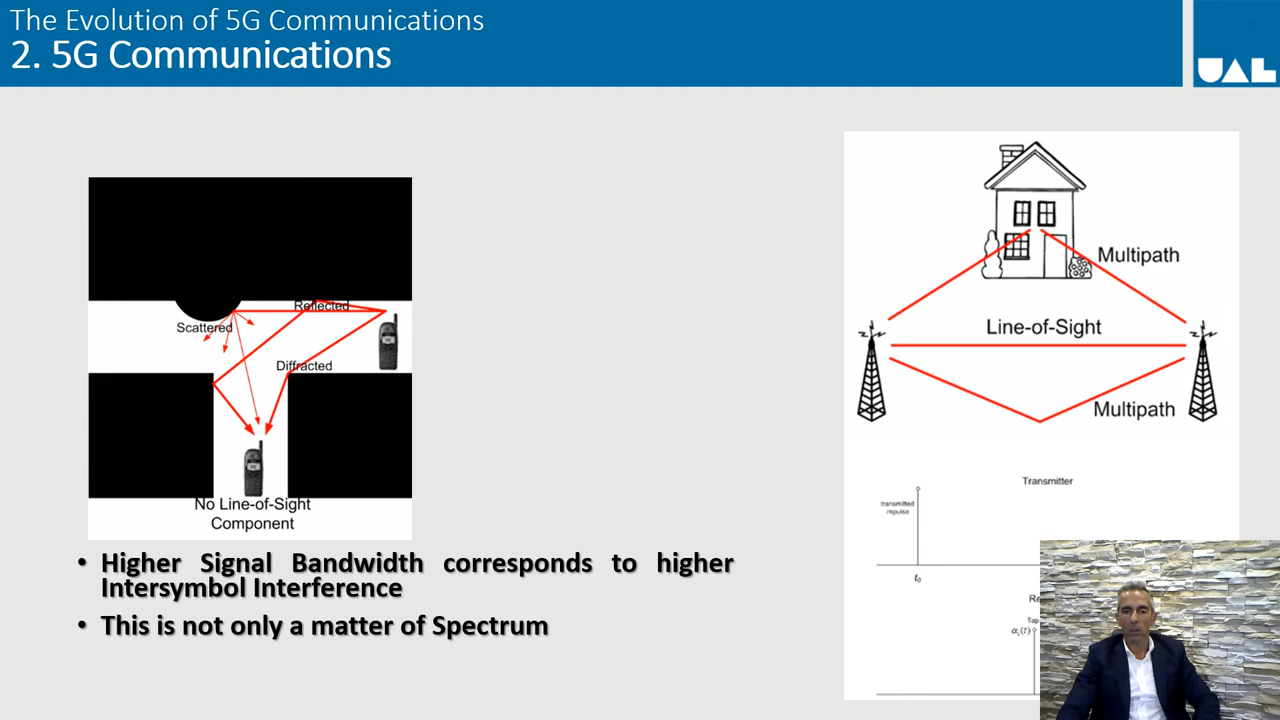 The Evolution of 5G Communications
2. 5G Communications
UAL
Reflected
Scattered
Diffracted
No Line-of-Sight
Component
• Higher Signal Bandwidth corresponds to higher
Intersymbol Interference
• This is not only a matter of Spectrum
Multipath
Line-of-Sight
Multipath
Transmitter
transmitted
impulse
t₀